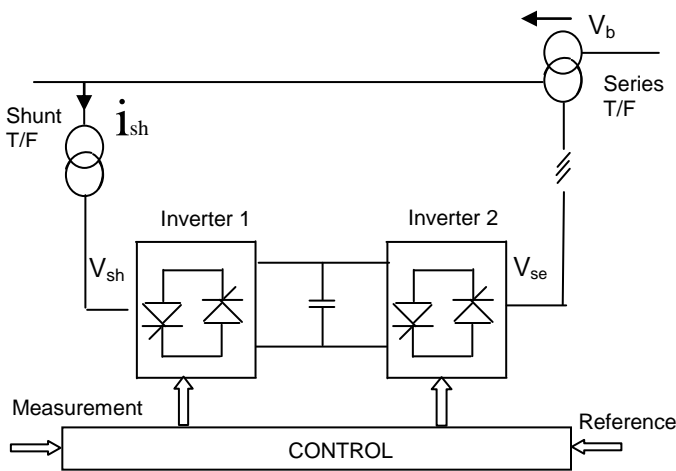 V_b
Series
T/F
Shunt
T/F
i_sh
Inverter 1
Inverter 2
V_sh
V_se
Measurement
Reference
CONTROL